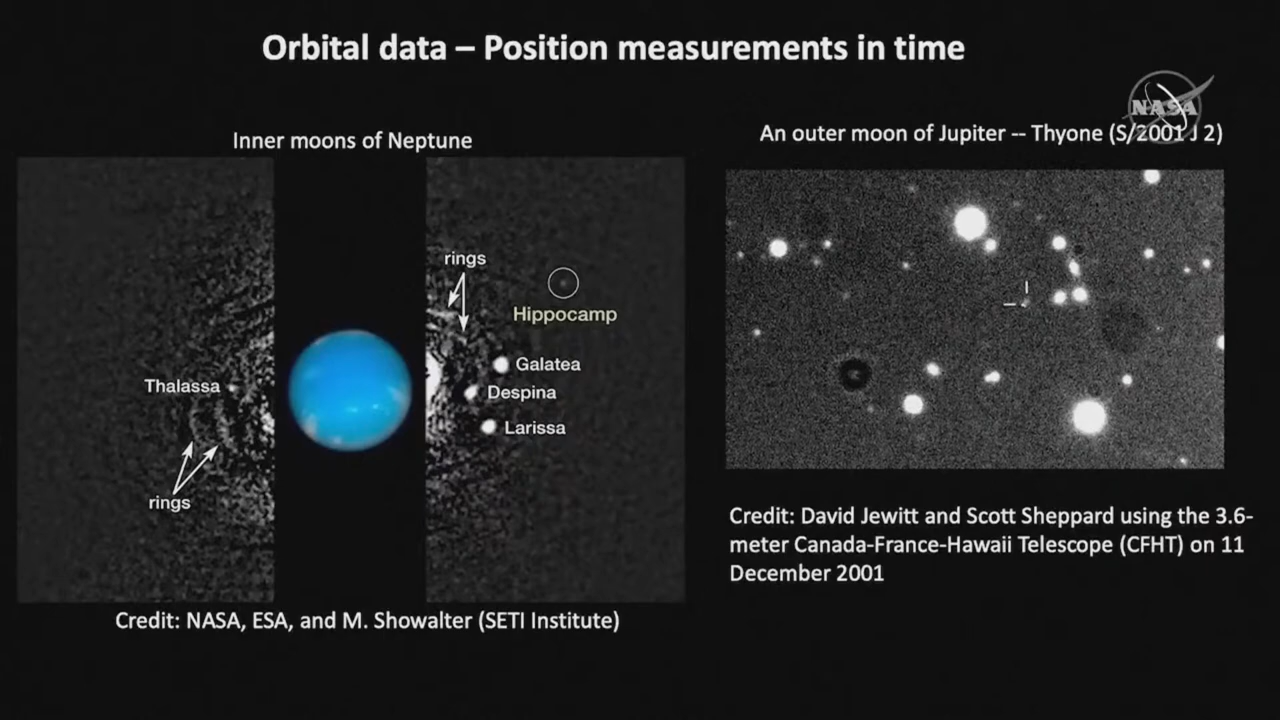 Orbital data – Position measurements in time
NASA
Inner moons of Neptune
An outer moon of Jupiter -- Thyone (S/2001 J 2)
rings
Hippocamp
Galatea
Thalassa
Despina
Larissa
rings
Credit: NASA, ESA, and M. Showalter (SETI Institute)
Credit: David Jewitt and Scott Sheppard using the 3.6-
meter Canada-France-Hawaii Telescope (CFHT) on 11
December 2001